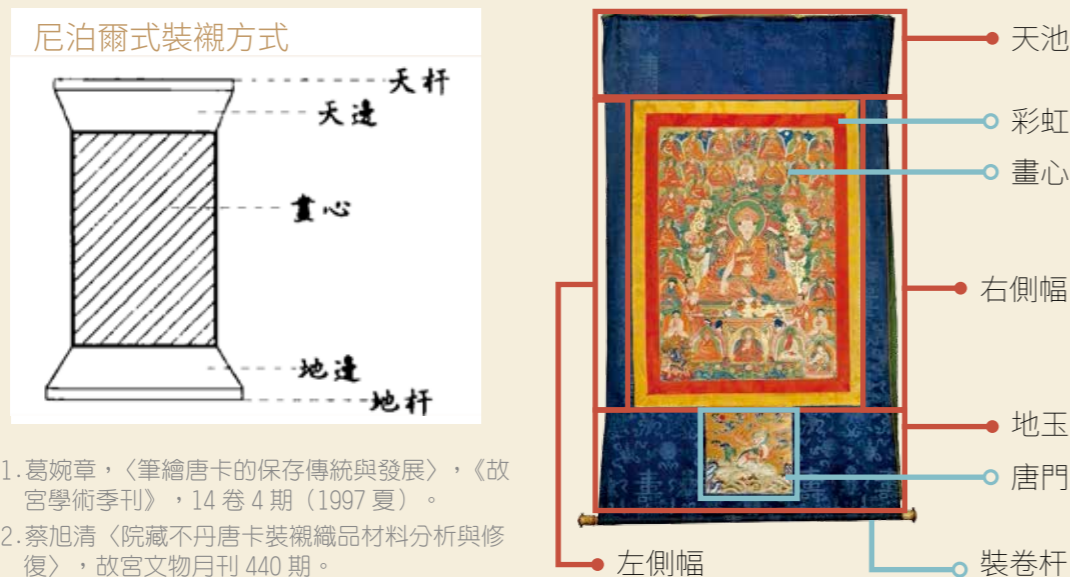 尼泊爾式裝襯方式
天杆
天邊
畫心
地邊
地杆
1.葛婉章，〈筆繪唐卡的保存傳統與發展〉，《故
宮學術季刊》，14 卷 4 期（1997 夏）。
2.蔡旭清〈院藏不丹唐卡裝襯織品材料分析與修
復〉，故宮文物月刊 440 期。
天池
彩虹
畫心
右側幅
地玉
唐門
左側幅
裝卷杆